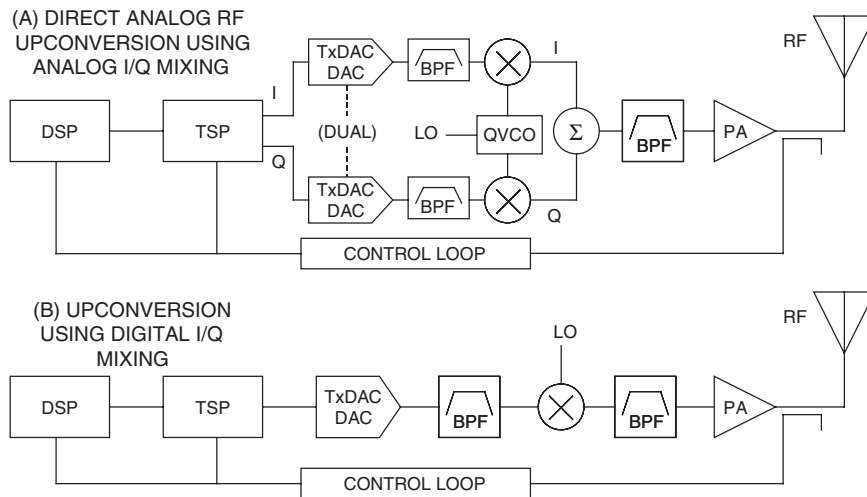 (A) DIRECT ANALOG RF
UPCONVERSION USING
ANALOG I/Q MIXING
RF
I
TxDAC
DAC
BPF
I
DSP
TSP
(DUAL)
LO
QVCO
Σ
BPF
PA
Q
TxDAC
DAC
BPF
Q
CONTROL LOOP
(B) UPCONVERSION
USING DIGITAL I/Q
MIXING
RF
LO
DSP
TSP
TxDAC
DAC
BPF
BPF
PA
CONTROL LOOP